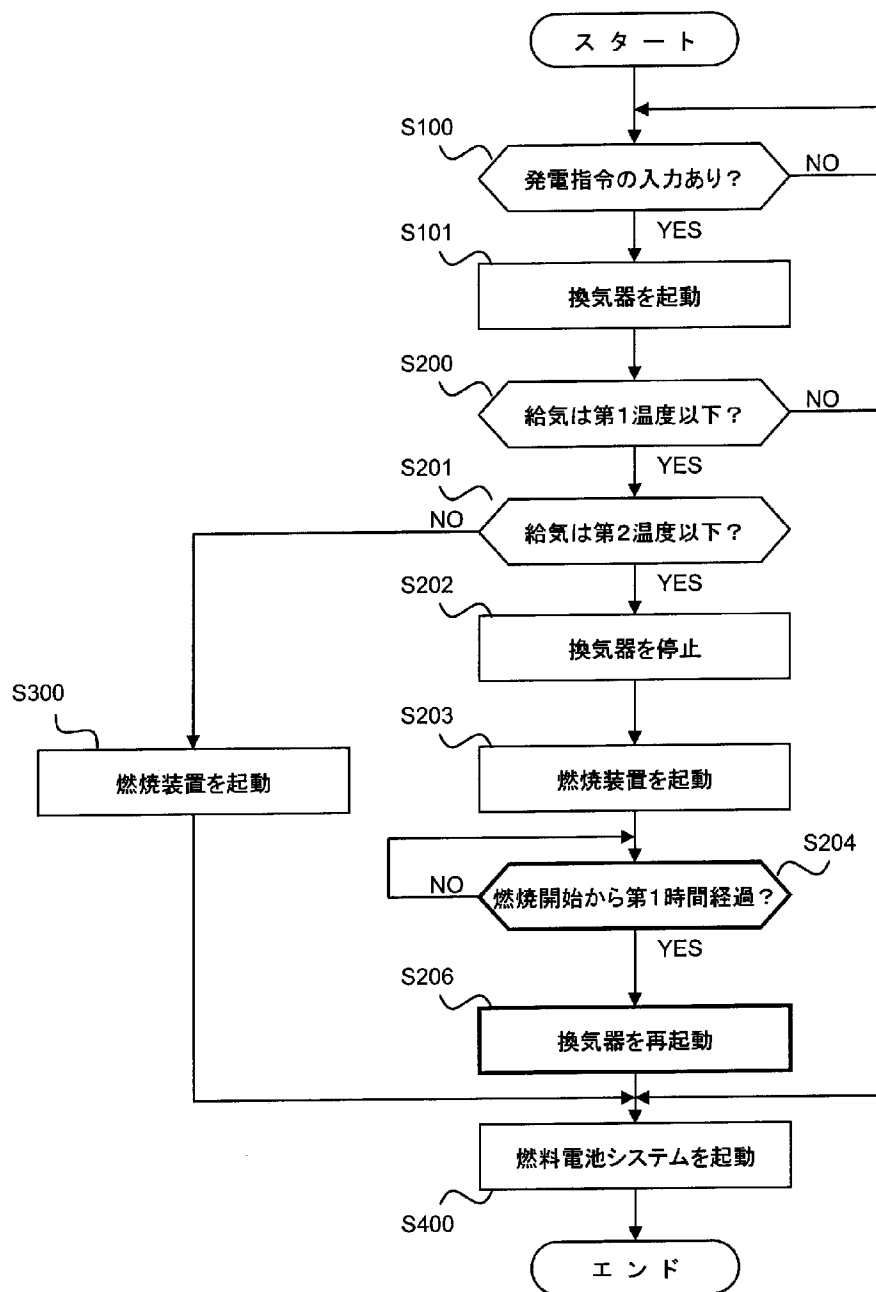 スタート
S100
発電指令の入力あり?
NO
YES
S101
換気器を起動
S200
給気は第1温度以下?
NO
YES
S201
NO
給気は第2温度以下?
YES
S202
換気器を停止
S300
燃焼装置を起動
S203
燃焼装置を起動
S204
NO
燃焼開始から第1時間経過?
YES
S206
換気器を再起動
燃料電池システムを起動
S400
エンド